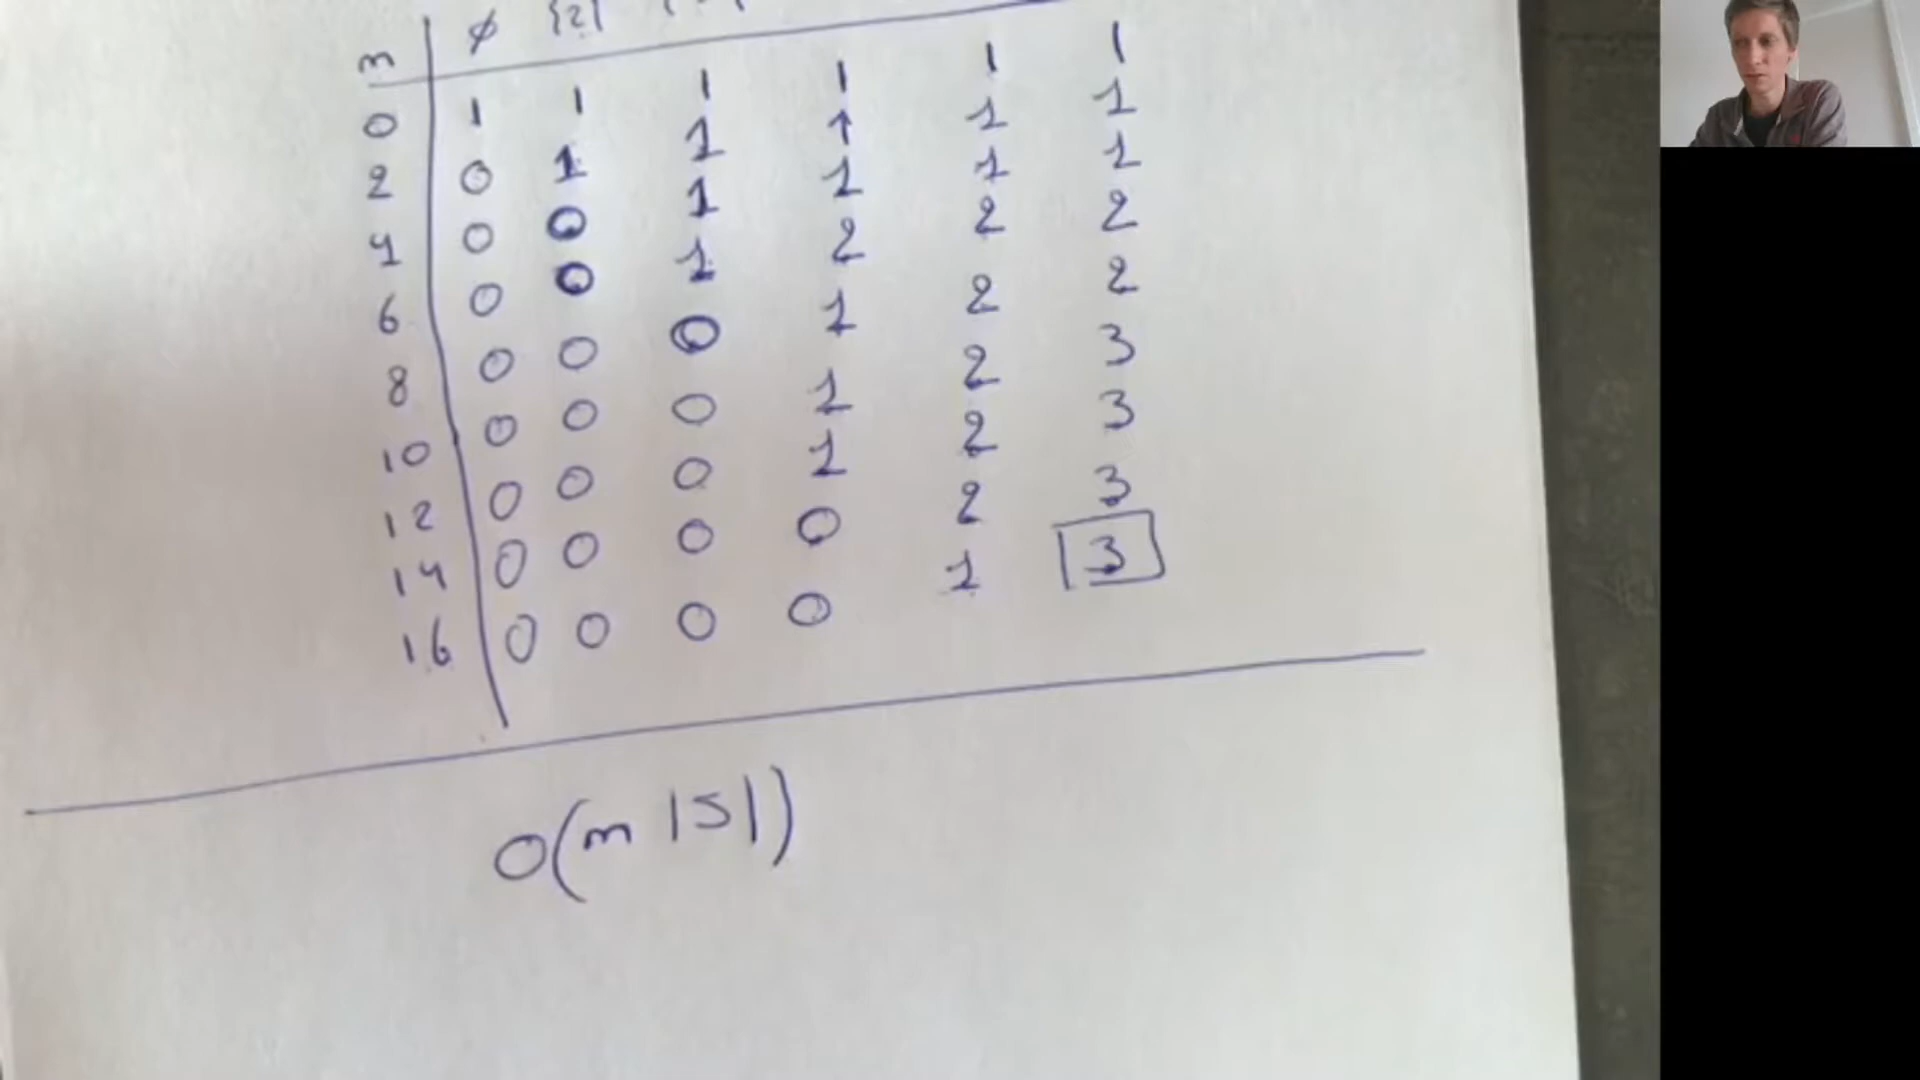 m ∅ {2}
0 1 1 1 1 1 1
2 0 1 1 1 1 1
4 0 0 1 1 1 1
6 0 0 1 2 2 2
8 0 0 0 1 2 2
10 0 0 0 1 2 3
12 0 0 0 1 2 3
14 0 0 0 0 2 3
16 0 0 0 0 1 3
O(m |S|)